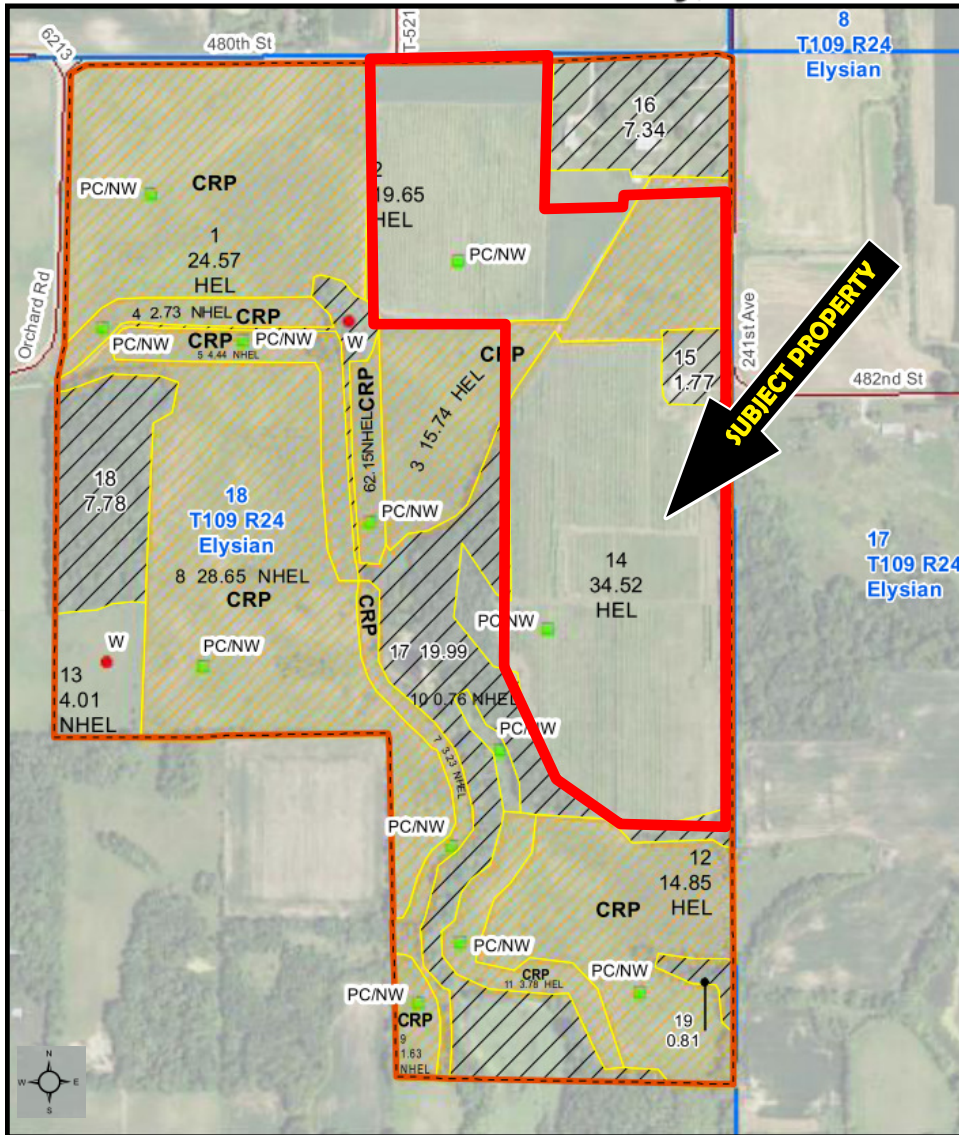 6213
480th St
T-521
8
T109 R24
Elysian
16
7.34
PC/NW
CRP
2
19.65
HEL
PC/NW
1
24.57
HEL
Orchard Rd
4 2.73 NHEL CRP
PC/NW
CRP
5 4.44 NHEL
PC/NW
W
CRP
62.15NHEL
CRP
3 15.74 HEL
15
1.77
241st Ave
482nd St
SUBJECT PROPERTY
18
7.78
18
T109 R24
Elysian
8 28.65 NHEL
CRP
PC/NW
CRP
14
34.52
HEL
17
T109 R24
Elysian
PC/NW
17 19.99
W
PC/NW
13
4.01
NHEL
10 0.76 NHEL
PC/NW
7 3.23 NHEL
PC/NW
12
14.85
HEL
CRP
PC/NW
CRP
11 3.78 HEL
PC/NW
PC/NW
CRP
9
1.63
NHEL
19
0.81
N
W
E
S